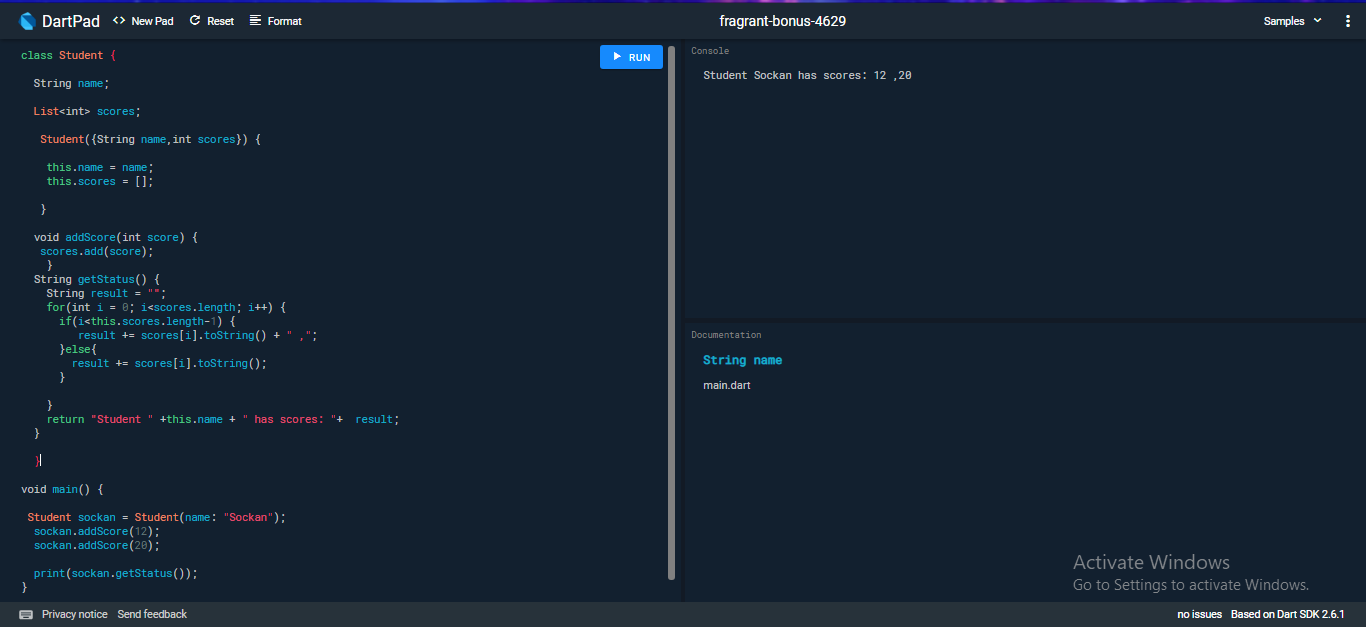 DartPad
<> New Pad
Reset
Format
fragrant-bonus-4629
Samples
class Student {
String name;
List<int> scores;
Student({String name,int scores}) {
this.name = name;
this.scores = [];
}
void addScore(int score) {
scores.add(score);
}
String getStatus() {
String result = "";
for(int i = 0; i<scores.length; i++) {
if(i<this.scores.length-1) {
result += scores[i].toString() + " ,";
}else{
result += scores[i].toString();
}
}
return "Student " +this.name + " has scores: "+  result;
}
}
void main() {
Student sockan = Student(name: "Sockan");
sockan.addScore(12);
sockan.addScore(20);
print(sockan.getStatus());
}
RUN
Console
Student Sockan has scores: 12 ,20
Documentation
String name
main.dart
Activate Windows
Go to Settings to activate Windows.
Privacy notice
Send feedback
no issues
Based on Dart SDK 2.6.1